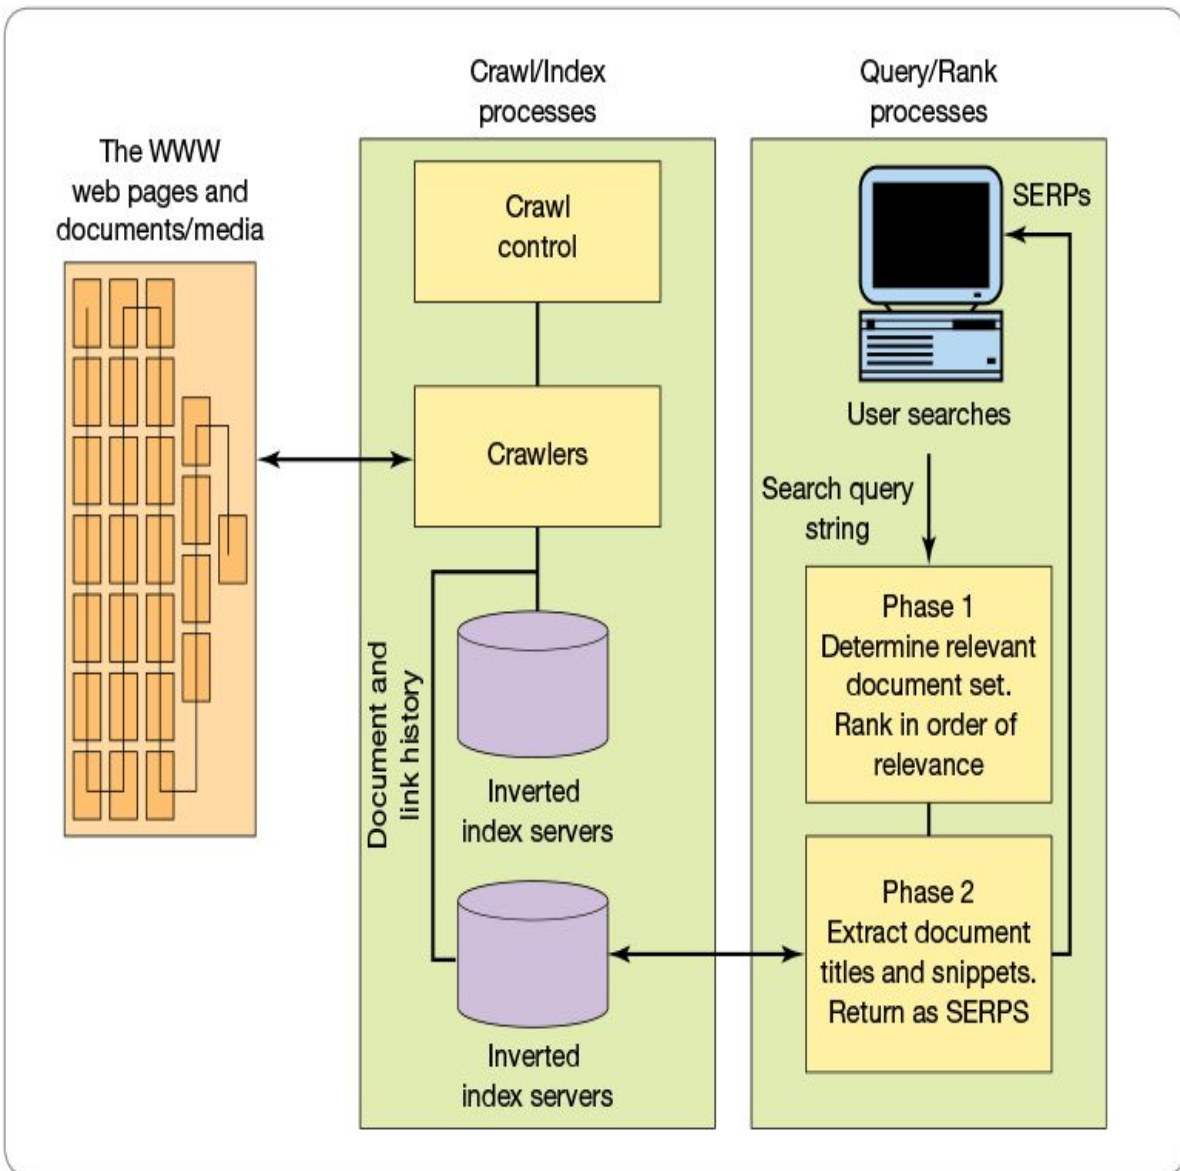 The WWW
web pages and
documents/media
Crawl/Index
processes
Crawl
control
Crawlers
Document and
link history
Inverted
index servers
Inverted
index servers
Query/Rank
processes
SERPs
User searches
Search query
string
Phase 1
Determine relevant
document set.
Rank in order of
relevance
Phase 2
Extract document
titles and snippets.
Return as SERPS